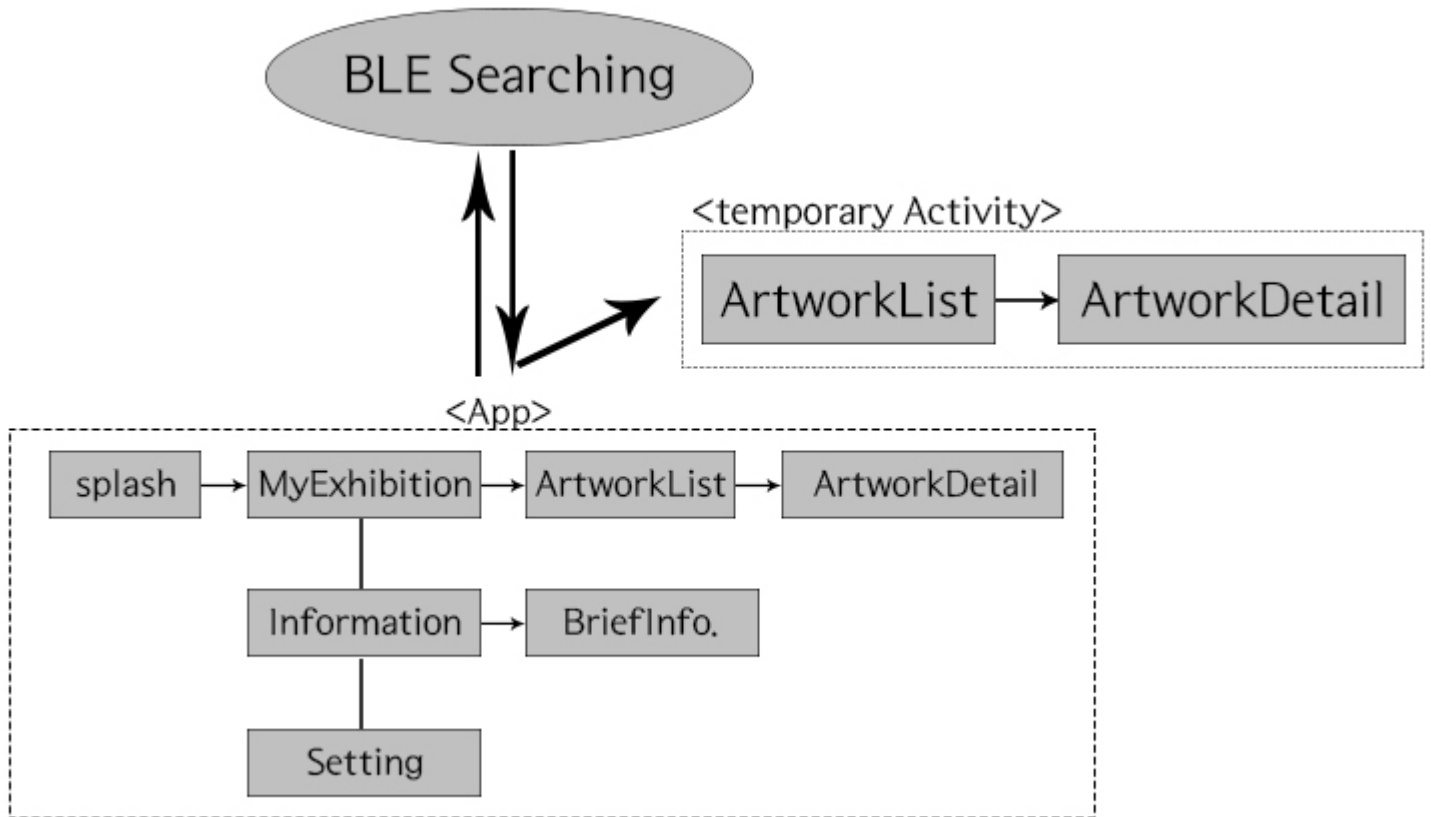 BLE Searching
<temporary Activity>
ArtworkList
ArtworkDetail
<App>
splash
MyExhibition
ArtworkList
ArtworkDetail
Information
BriefInfo.
Setting